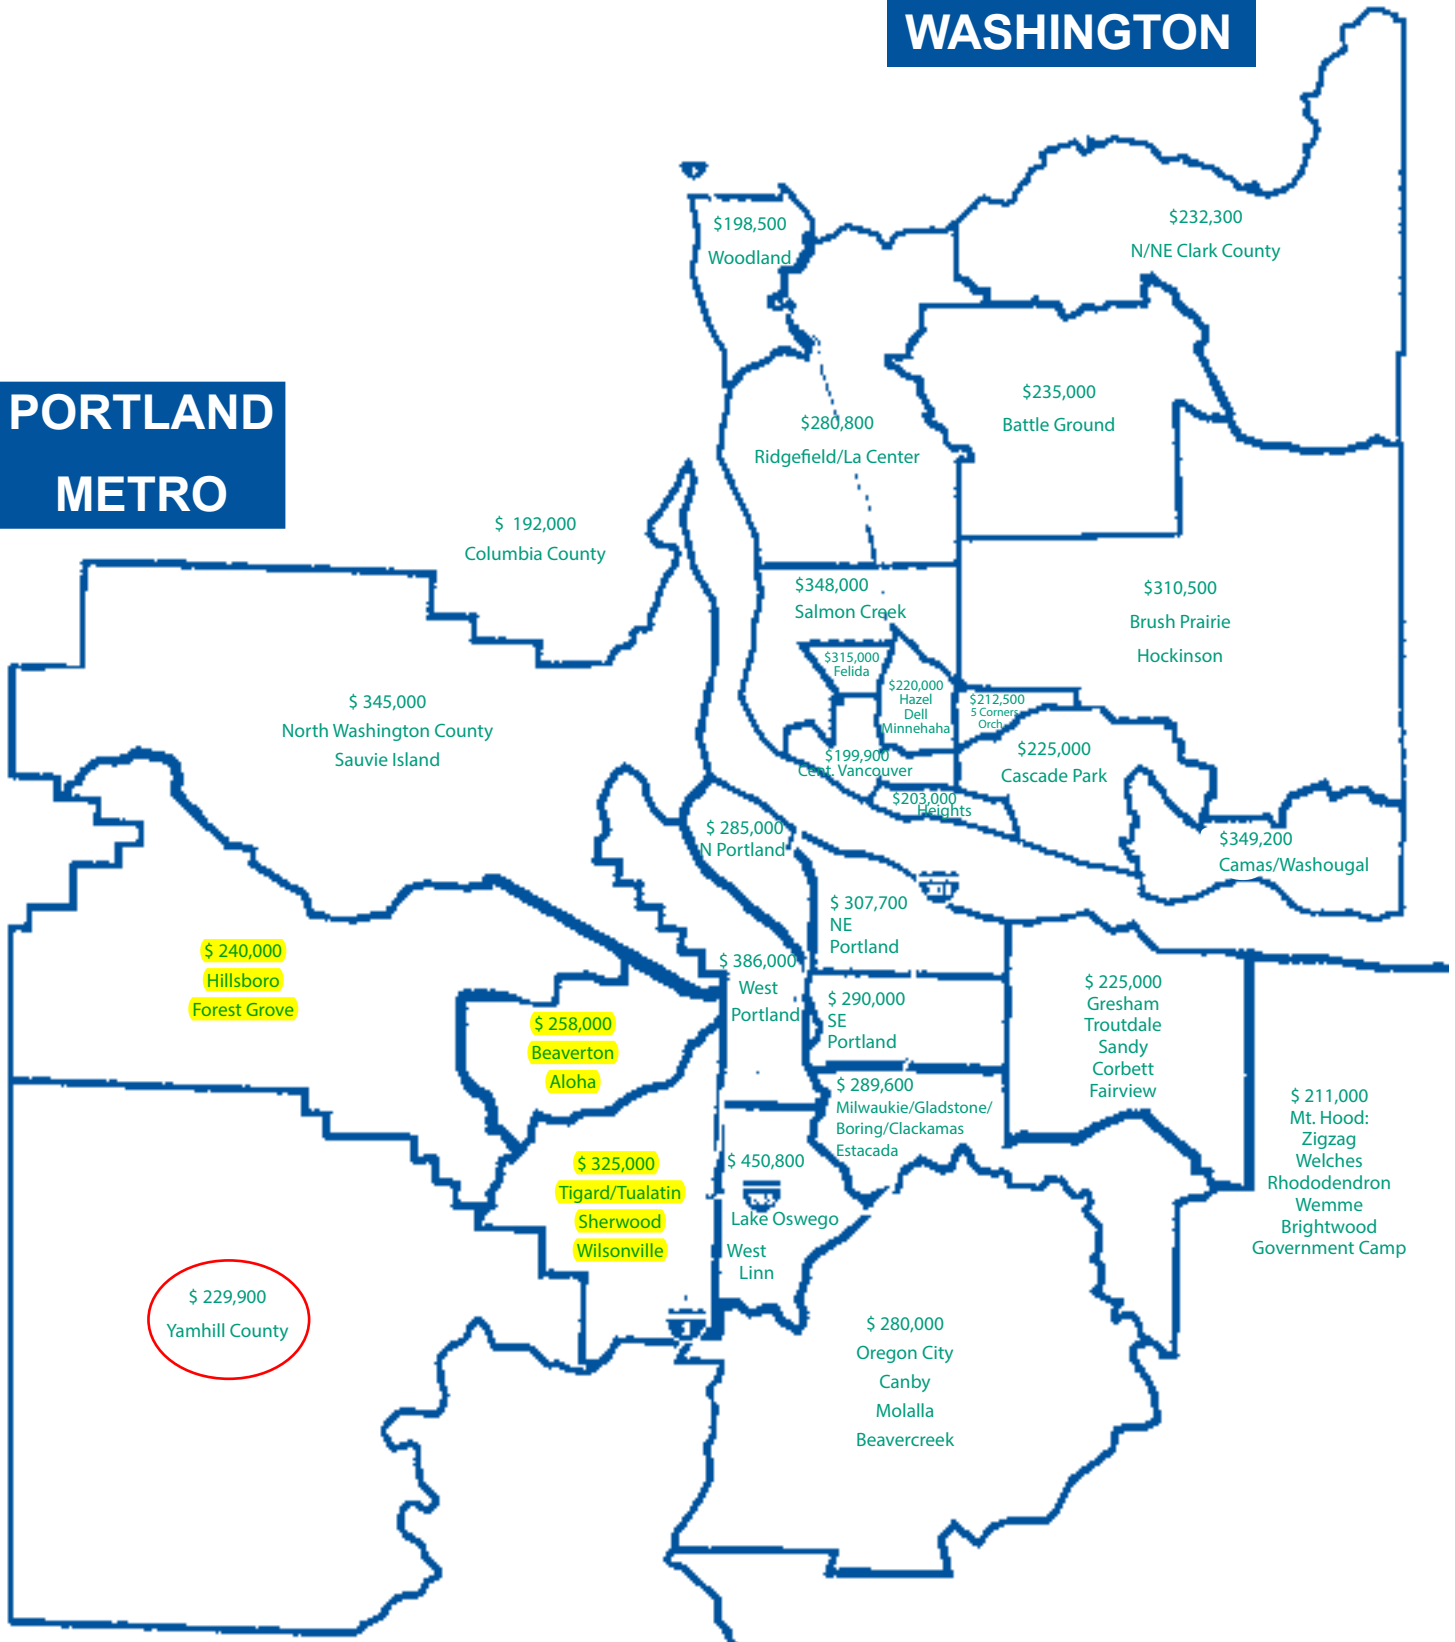 WASHINGTON
$232,300
N/NE Clark County
$198,500
Woodland
PORTLAND
METRO
$235,000
Battle Ground
$280,800
Ridgefield/La Center
$ 192,000
Columbia County
$348,000
Salmon Creek
$310,500
Brush Prairie
Hockinson
$315,000
Felida
$220,000
Hazel
Dell
Minnehaha
$212,500
5 Corners
Orch
$ 345,000
North Washington County
Sauvie Island
$199,900
Cent. Vancouver
$225,000
Cascade Park
$203,000
Heights
$ 285,000
N Portland
$349,200
Camas/Washougal
$ 307,700
NE
Portland
$ 240,000
Hillsboro
Forest Grove
$ 386,000
West
Portland
$ 290,000
SE
Portland
$ 225,000
Gresham
Troutdale
Sandy
Corbett
Fairview
$ 258,000
Beaverton
Aloha
$ 289,600
Milwaukie/Gladstone/
Boring/Clackamas
Estacada
$ 211,000
Mt. Hood:
Zigzag
Welches
Rhododendron
Wemme
Brightwood
Government Camp
$ 325,000
Tigard/Tualatin
Sherwood
Wilsonville
$ 450,800
Lake Oswego
West
Linn
$ 229,900
Yamhill County
$ 280,000
Oregon City
Canby
Molalla
Beavercreek